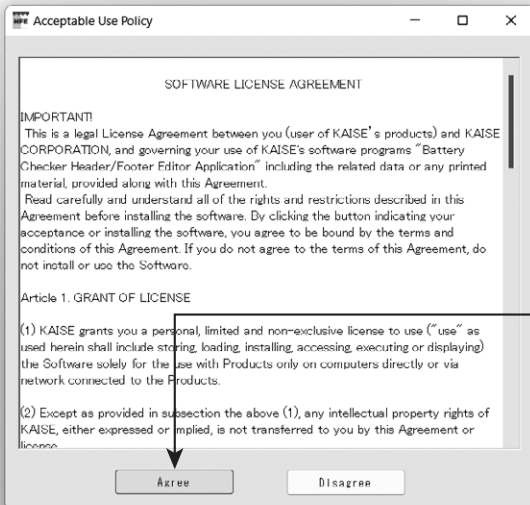 HFE Acceptable Use Policy
SOFTWARE LICENSE AGREEMENT
IMPORTANT!
This is a legal License Agreement between you (user of KAISE's products) and KAISE
CORPORATION, and governing your use of KAISE's software programs "Battery
Checker Header/Footer Editor Application" including the related data or any printed
material, provided along with this Agreement.
Read carefully and understand all of the rights and restrictions described in this
Agreement before installing the software. By clicking the button indicating your
acceptance or installing the software, you agree to be bound by the terms and
conditions of this Agreement. If you do not agree to the terms of this Agreement, do
not install or use the Software.
Article 1. GRANT OF LICENSE
(1) KAISE grants you a personal, limited and non-exclusive license to use ("use" as
used herein shall include storing, loading, installing, accessing, executing or displaying)
the Software solely for the use with Products only on computers directly or via
network connected to the Products.
(2) Except as provided in subsection the above (1), any intellectual property rights of
KAISE, either expressed or implied, is not transferred to you by this Agreement or
license.
Agree
Disagree